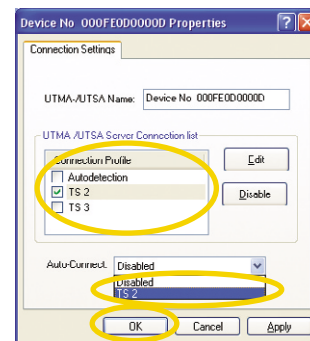 Device No 000FE0D0000D Properties
Connection Settings
UTMA-/UTSA Name: Device No 000FE0D0000D
UTMA /UTSA Server Connection list
Connection Profile
Edit
Autodetection
TS 2
Disable
TS 3
Auto-Connect: Disabled
Disabled
TS 2
OK Cancel Apply